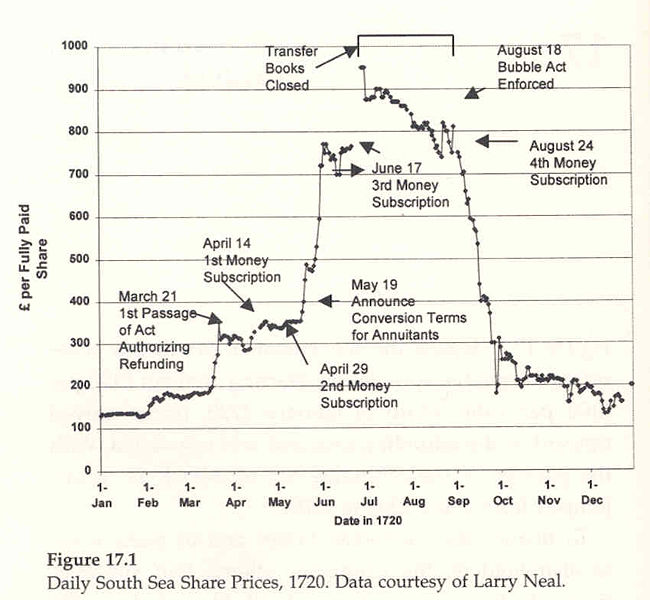 Transfer
Books
Closed
August 18
Bubble Act
Enforced
August 24
4th Money
Subscription
June 17
3rd Money
Subscription
April 14
1st Money
Subscription
March 21
1st Passage
of Act
Authorizing
Refunding
May 19
Announce
Conversion Terms
for Annuitants
April 29
2nd Money
Subscription
£ per Fully Paid
Share
1000
900
800
700
600
500
400
300
200
100
0
1-
Jan
1-
Feb
1-
Mar
1-
Apr
1-
May
1-
Jun
1-
Jul
1-
Aug
1-
Sep
1-
Oct
1-
Nov
1-
Dec
Date in 1720
Figure 17.1
Daily South Sea Share Prices, 1720. Data courtesy of Larry Neal.